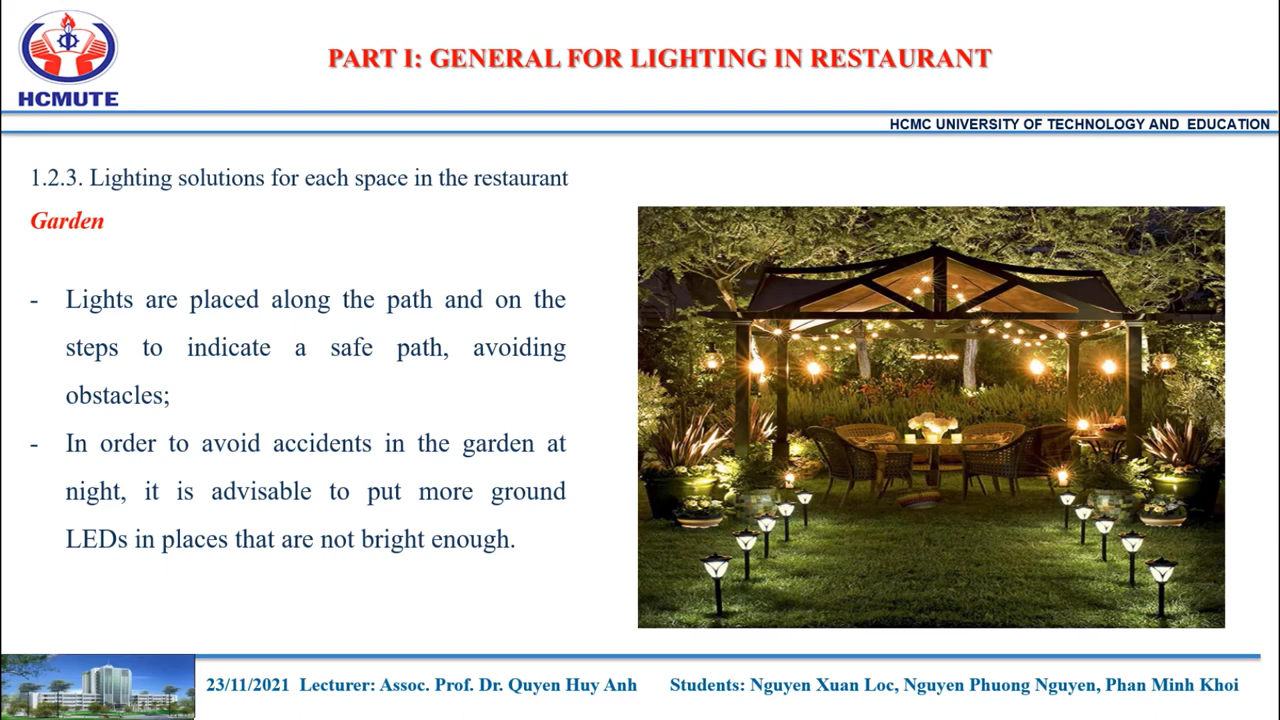 HCMUTE
PART I: GENERAL FOR LIGHTING IN RESTAURANT
HCMC UNIVERSITY OF TECHNOLOGY AND EDUCATION
1.2.3. Lighting solutions for each space in the restaurant
Garden
- Lights are placed along the path and on the
steps to indicate a safe path, avoiding
obstacles;
- In order to avoid accidents in the garden at
night, it is advisable to put more ground
LEDs in places that are not bright enough.
23/11/2021 Lecturer: Assoc. Prof. Dr. Quyen Huy Anh Students: Nguyen Xuan Loc, Nguyen Phuong Nguyen, Phan Minh Khoi